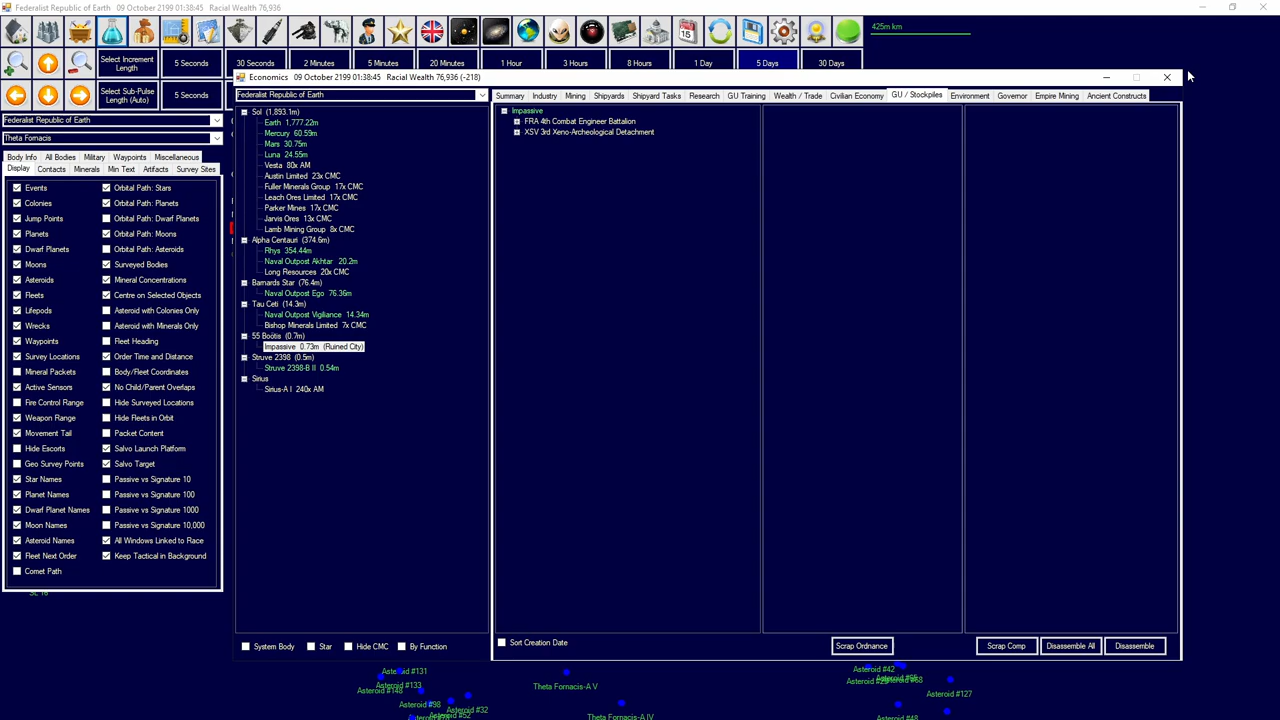 Federalist Republic of Earth   09 October 2199 01:38:45   Racial Wealth 76,936
425m km
Select Increment Length
5 Seconds
30 Seconds
2 Minutes
5 Minutes
20 Minutes
1 Hour
3 Hours
8 Hours
1 Day
5 Days
30 Days
Select Sub-Pulse Length (Auto)
5 Seconds
Federalist Republic of Earth
Theta Fornacis
Body Info
All Bodies
Military
Waypoints
Miscellaneous
Display
Contacts
Minerals
Min Text
Artifacts
Survey Sites
Events
Orbital Path: Stars
Colonies
Orbital Path: Planets
Jump Points
Orbital Path: Dwarf Planets
Planets
Orbital Path: Moons
Dwarf Planets
Orbital Path: Asteroids
Moons
Surveyed Bodies
Asteroids
Mineral Concentrations
Fleets
Centre on Selected Objects
Lifepods
Asteroid with Colonies Only
Wrecks
Asteroid with Minerals Only
Waypoints
Fleet Heading
Survey Locations
Order Time and Distance
Mineral Packets
Body/Fleet Coordinates
Active Sensors
No Child/Parent Overlaps
Fire Control Range
Hide Surveyed Locations
Weapon Range
Hide Fleets in Orbit
Movement Tail
Packet Content
Hide Escorts
Salvo Launch Platform
Geo Survey Points
Salvo Target
Star Names
Passive vs Signature 10
Planet Names
Passive vs Signature 100
Dwarf Planet Names
Passive vs Signature 1000
Moon Names
Passive vs Signature 10,000
Asteroid Names
All Windows Linked to Race
Fleet Next Order
Keep Tactical in Background
Comet Path
Economics   09 October 2199 01:38:45   Racial Wealth 76,936 (-218)
Federalist Republic of Earth
Summary
Industry
Mining
Shipyards
Shipyard Tasks
Research
GU Training
Wealth / Trade
Civilian Economy
GU / Stockpiles
Environment
Governor
Empire Mining
Ancient Constructs
Sol (1,893.1m)
Earth 1,777.22m
Mercury 60.59m
Mars 30.75m
Luna 24.55m
Vesta 80x AM
Austin Limited 23x CMC
Fuller Minerals Group 17x CMC
Leach Ores Limited 17x CMC
Parker Mines 17x CMC
Jarvis Ores 13x CMC
Lamb Mining Group 8x CMC
Alpha Centauri (374.6m)
Rhys 354.44m
Naval Outpost Akhtar 20.2m
Long Resources 20x CMC
Barnards Star (76.4m)
Naval Outpost Ego 76.36m
Tau Ceti (14.3m)
Naval Outpost Vigiliance 14.34m
Bishop Minerals Limited 7x CMC
55 Boötis (0.7m)
Impassive 0.73m (Ruined City)
Struve 2398 (0.5m)
Struve 2398-B II 0.54m
Sirius
Sirius-A I 240x AM
Impassive
FRA 4th Combat Engineer Battalion
XSV 3rd Xeno-Archeological Detachment
System Body
Star
Hide CMC
By Function
Sort Creation Date
Scrap Ordnance
Scrap Comp
Disassemble All
Disassemble
Asteroid #133
Asteroid #148
Asteroid #32
Theta Fornacis-A V
Theta Fornacis-A IV
Asteroid #42
Asteroid #127
Asteroid #48